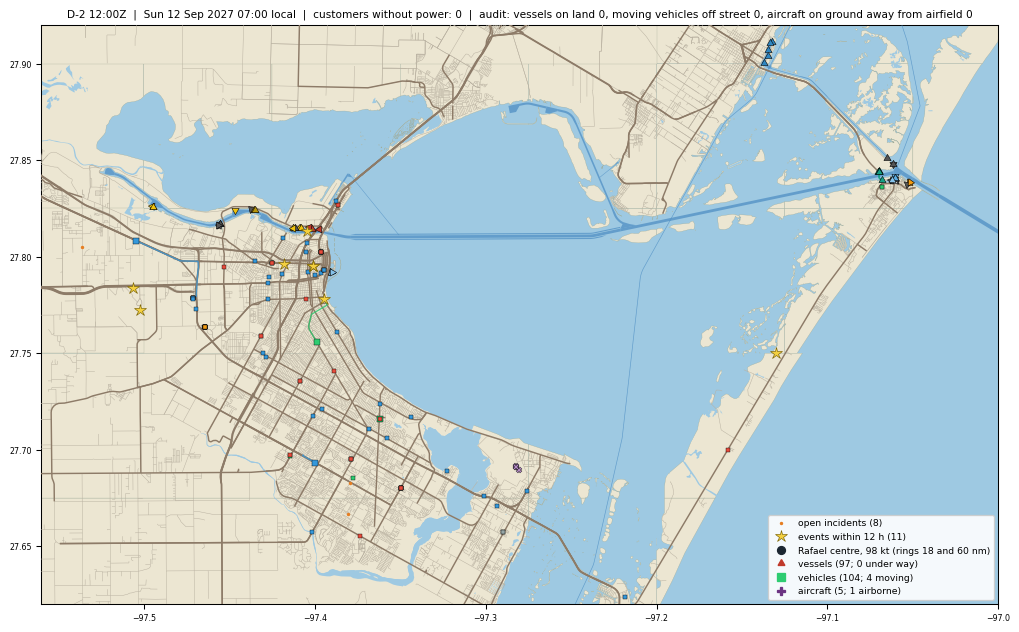 D-2 12:00Z | Sun 12 Sep 2027 07:00 local | customers without power: 0 | audit: vessels on land 0, moving vehicles off street 0, aircraft on ground away from airfield 0
27.90
27.85
27.80
27.75
27.70
27.65
open incidents (8)
events within 12 h (11)
Rafael centre, 98 kt (rings 18 and 60 nm)
vessels (97; 0 under way)
vehicles (104; 4 moving)
aircraft (5; 1 airborne)
−97.5 −97.4 −97.3 −97.2 −97.1 −97.0